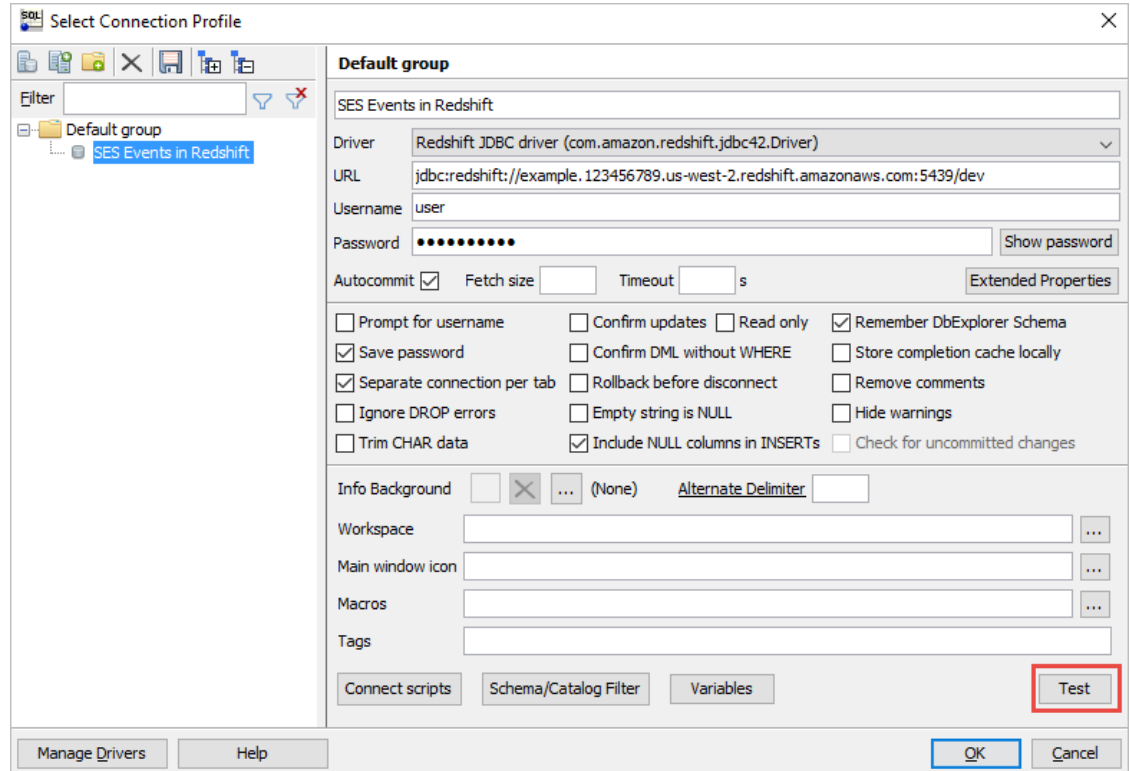 SQL Select Connection Profile
Default group
Filter
SES Events in Redshift
Default group
SES Events in Redshift
Driver Redshift JDBC driver (com.amazon.redshift.jdbc42.Driver)
URL jdbc:redshift://example.123456789.us-west-2.redshift.amazonaws.com:5439/dev
Username user
Password ●●●●●●●●●● Show password
Autocommit Fetch size Timeout s Extended Properties
Prompt for username Confirm updates Read only Remember DbExplorer Schema
Save password Confirm DML without WHERE Store completion cache locally
Separate connection per tab Rollback before disconnect Remove comments
Ignore DROP errors Empty string is NULL Hide warnings
Trim CHAR data Include NULL columns in INSERTs Check for uncommitted changes
Info Background ... (None) Alternate Delimiter
Workspace ...
Main window icon ...
Macros ...
Tags
Connect scripts Schema/Catalog Filter Variables Test
Manage Drivers Help OK Cancel